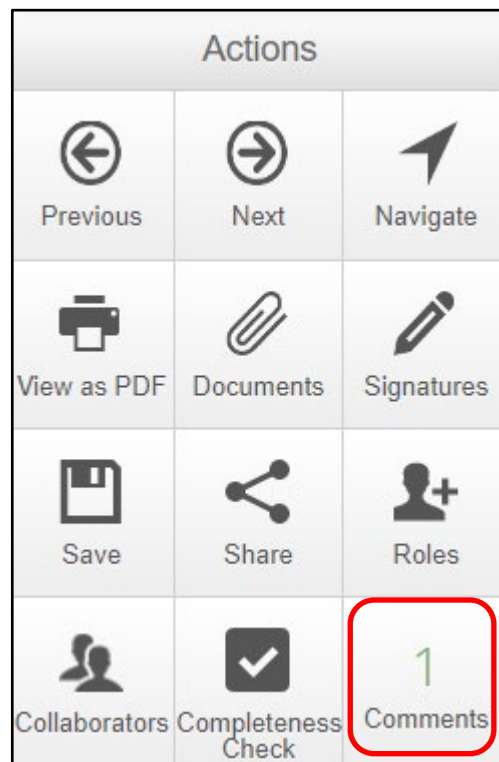 Actions
Previous
Next
Navigate
View as PDF
Documents
Signatures
Save
Share
Roles
Collaborators
Completeness
Check
1
Comments